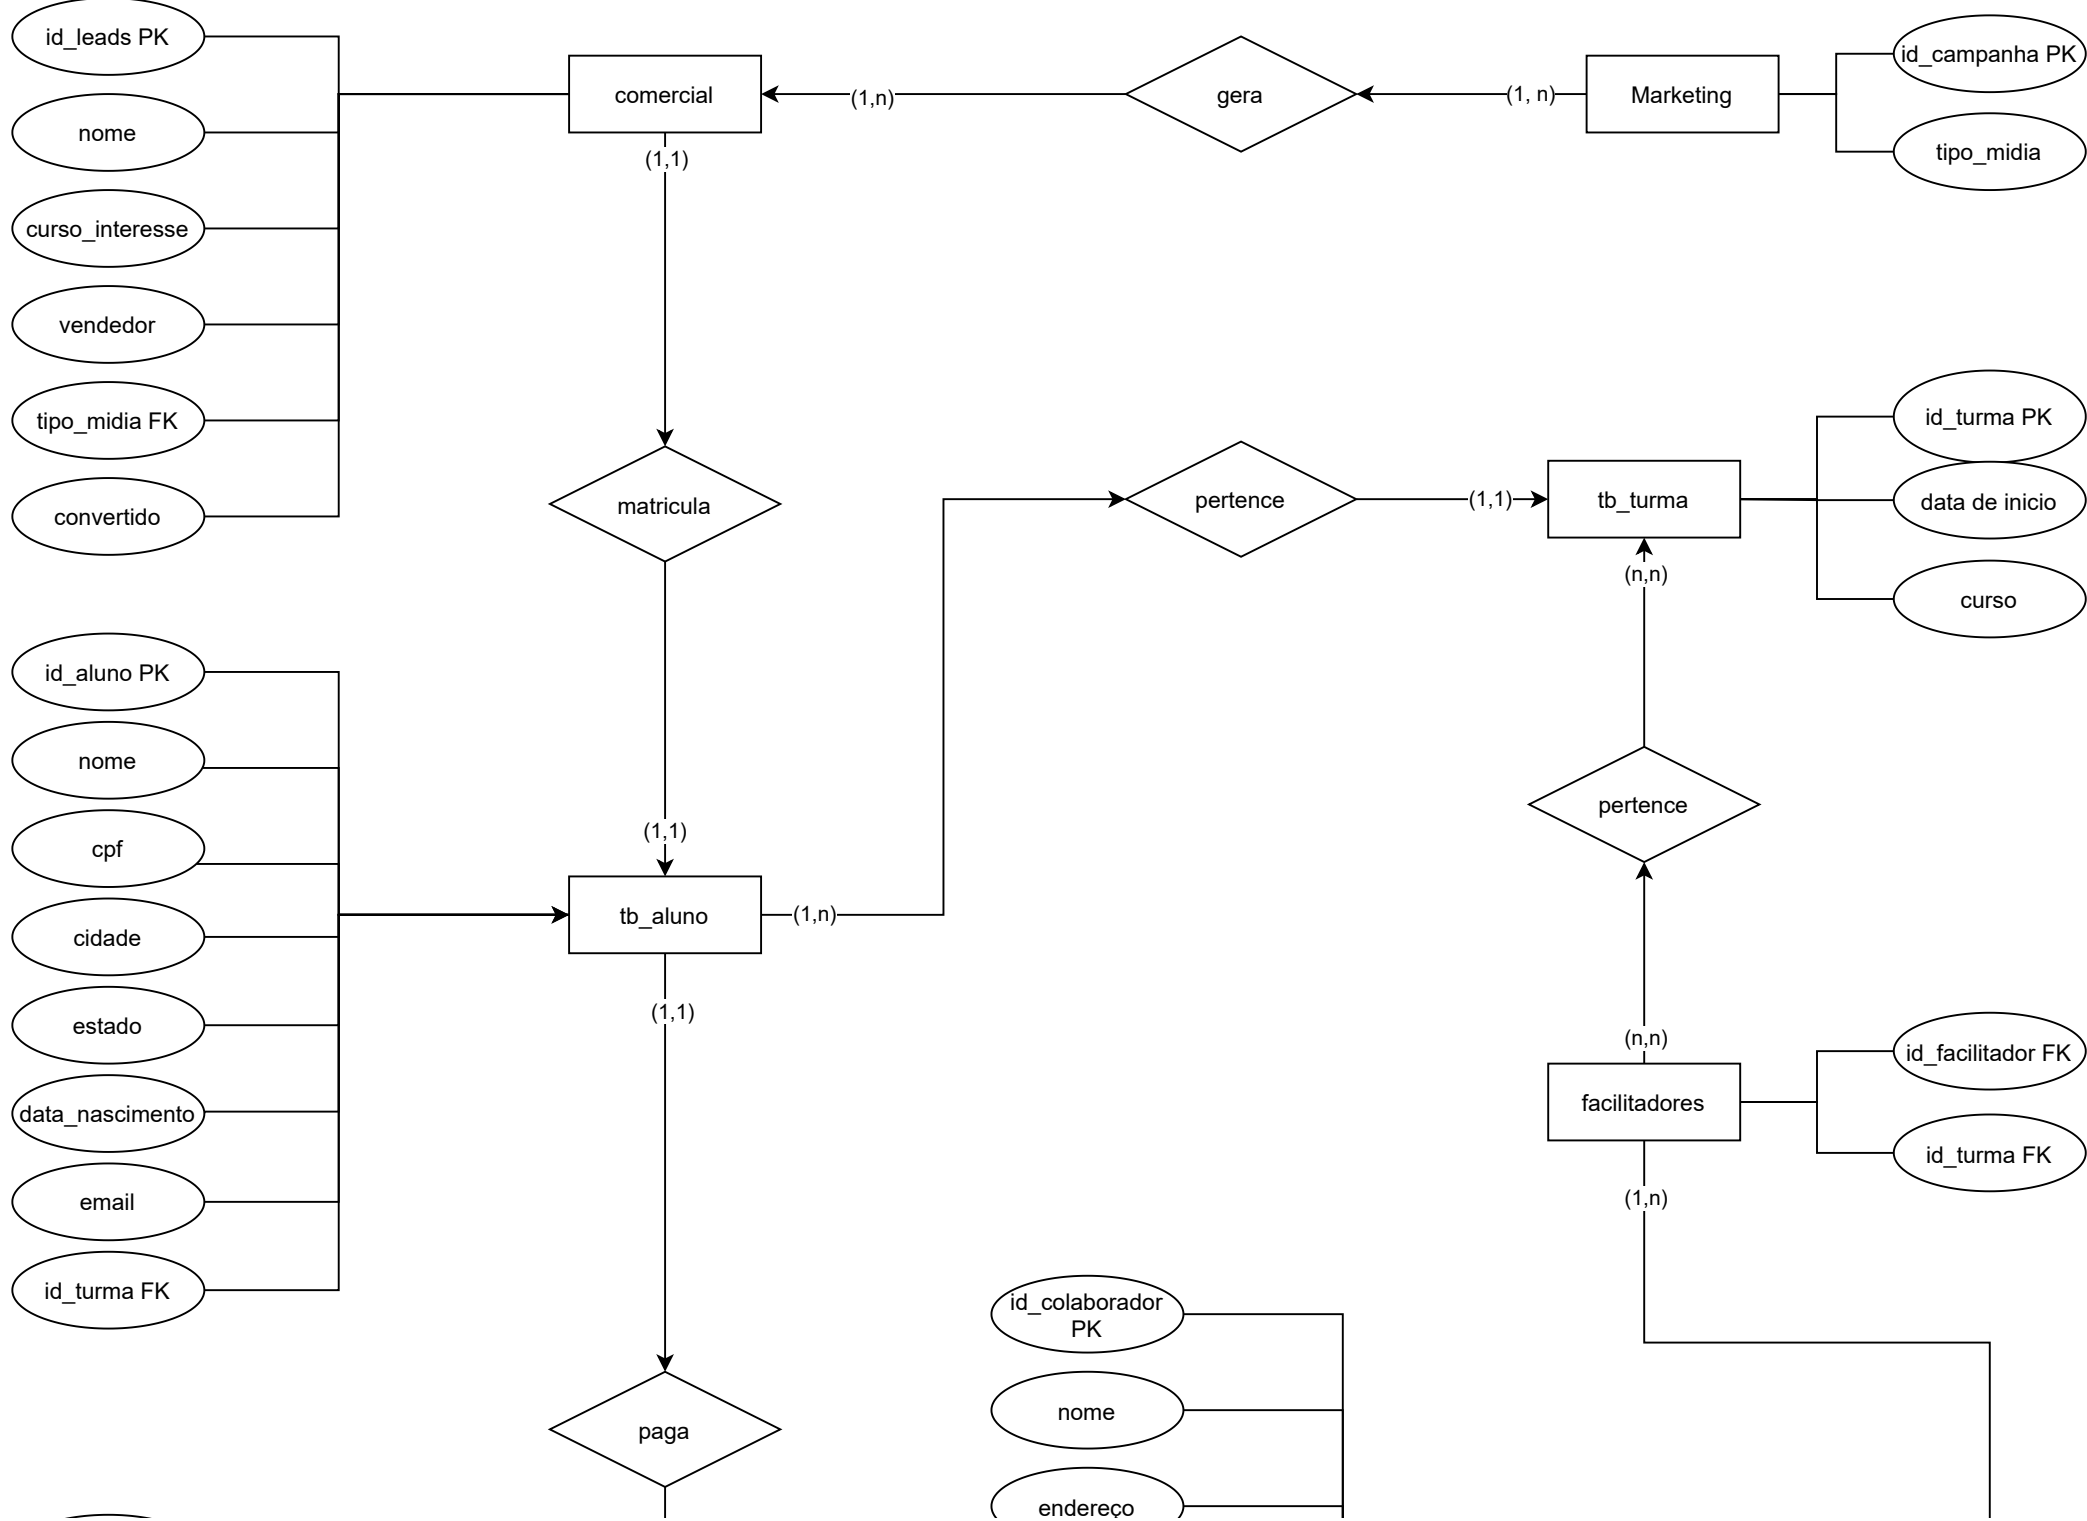 id_leads PK
nome
curso_interesse
vendedor
tipo_midia FK
convertido
comercial
(1,n)
gera
(1, n)
Marketing
id_campanha PK
tipo_midia
(1,1)
matricula
(1,1)
id_aluno PK
nome
cpf
cidade
estado
data_nascimento
email
id_turma FK
tb_aluno
(1,n)
pertence
(1,1)
tb_turma
id_turma PK
data de inicio
curso
(n,n)
pertence
(n,n)
facilitadores
id_facilitador FK
id_turma FK
(1,n)
(1,1)
paga
id_colaborador
PK
nome
endereço